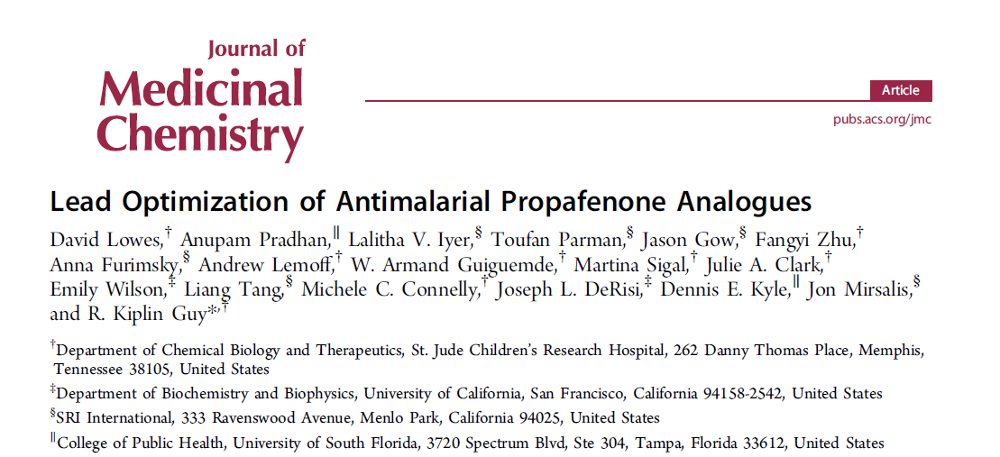 Journal of
Medicinal
Chemistry
Article
pubs.acs.org/jmc
Lead Optimization of Antimalarial Propafenone Analogues
David Lowes,† Anupam Pradhan,∥ Lalitha V. Iyer,§ Toufan Parman,§ Jason Gow,§ Fangyi Zhu,†
Anna Furimsky,§ Andrew Lemoff,† W. Armand Guiguemde,† Martina Sigal,† Julie A. Clark,†
Emily Wilson,‡ Liang Tang,§ Michele C. Connelly,† Joseph L. DeRisi,‡ Dennis E. Kyle,∥ Jon Mirsalis,§
and R. Kiplin Guy*,†
†Department of Chemical Biology and Therapeutics, St. Jude Children's Research Hospital, 262 Danny Thomas Place, Memphis,
Tennessee 38105, United States
‡Department of Biochemistry and Biophysics, University of California, San Francisco, California 94158-2542, United States
§SRI International, 333 Ravenswood Avenue, Menlo Park, California 94025, United States
∥College of Public Health, University of South Florida, 3720 Spectrum Blvd, Ste 304, Tampa, Florida 33612, United States